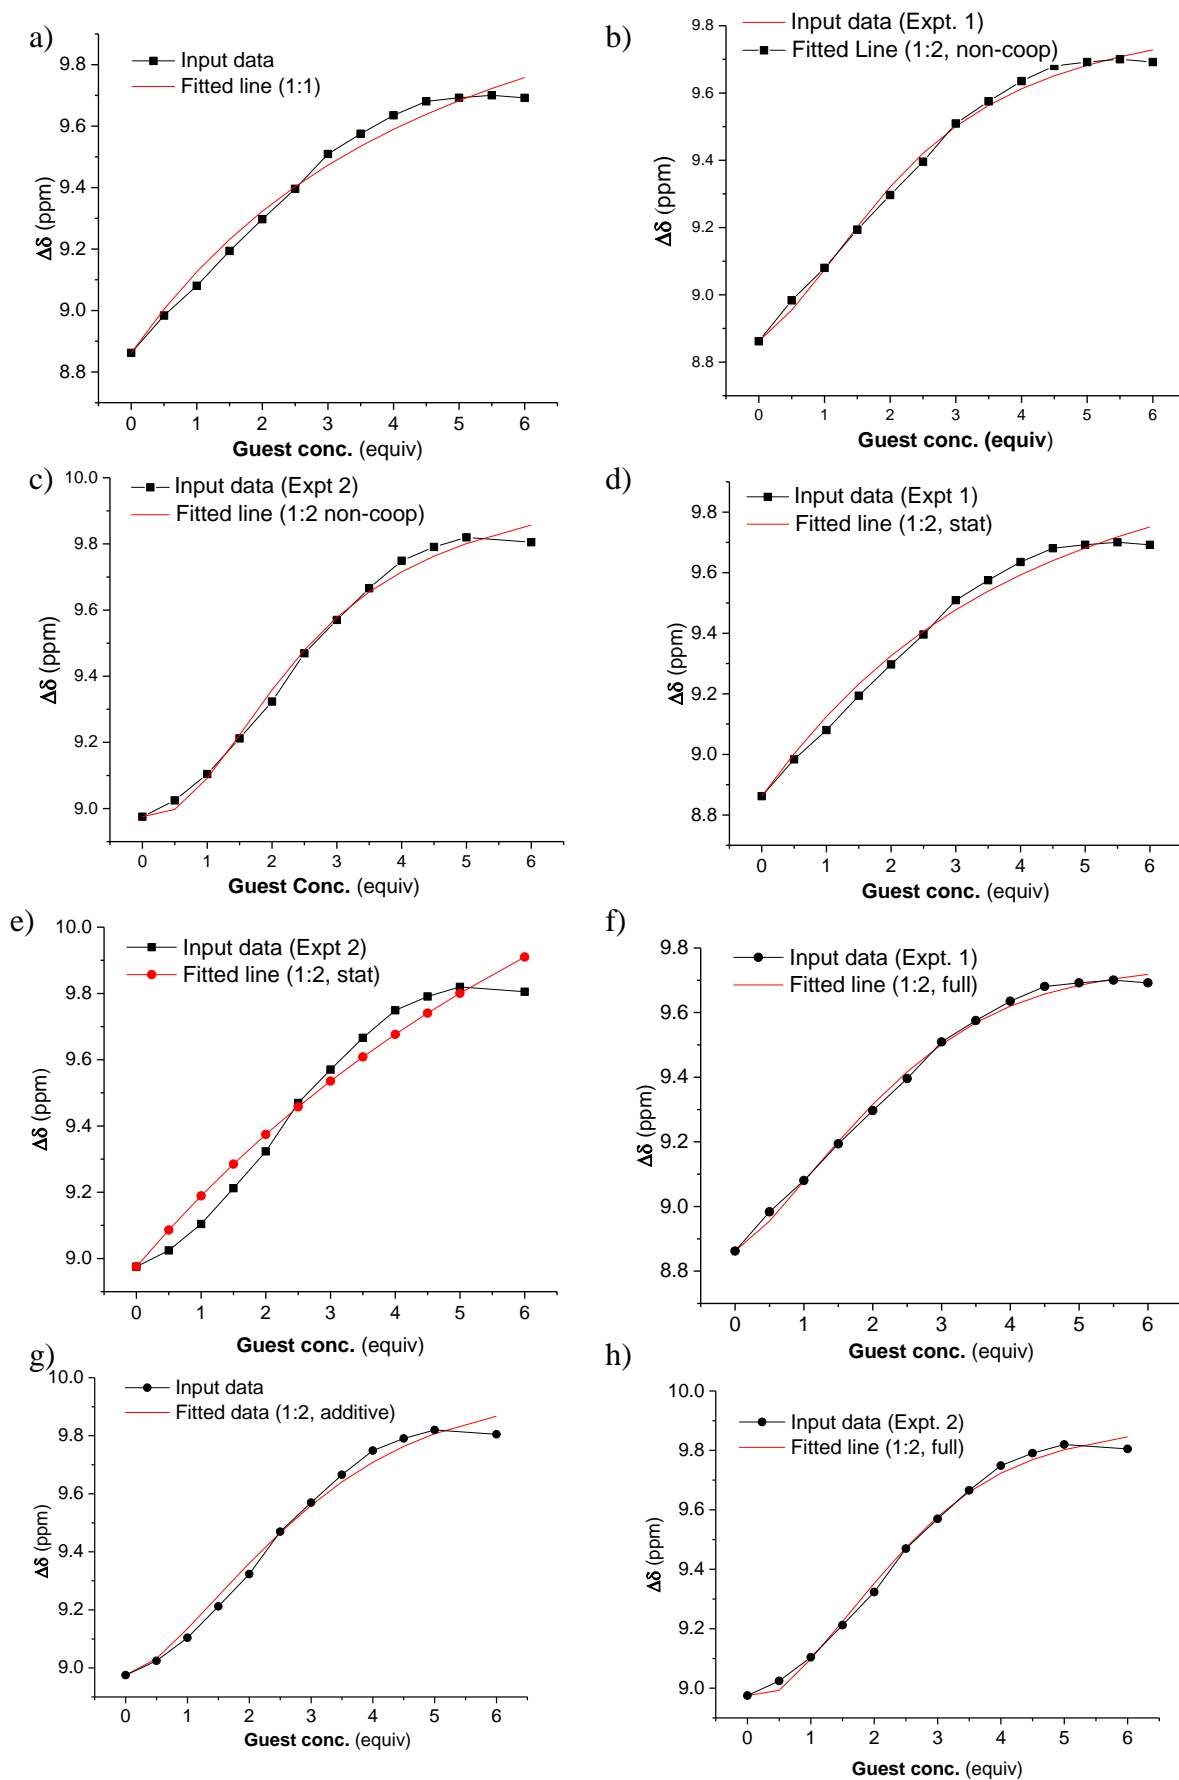 a)
Input data
Fitted line (1:1)
9.8
9.6
9.4
9.2
9.0
8.8
Δδ (ppm)
0 1 2 3 4 5 6
Guest conc. (equiv)
b)
Input data (Expt. 1)
Fitted Line (1:2, non-coop)
9.8
9.6
9.4
9.2
9.0
8.8
Δδ (ppm)
0 1 2 3 4 5 6
Guest conc. (equiv)
c)
Input data (Expt 2)
Fitted line (1:2 non-coop)
10.0
9.8
9.6
9.4
9.2
9.0
Δδ (ppm)
0 1 2 3 4 5 6
Guest Conc. (equiv)
d)
Input data (Expt 1)
Fitted line (1:2, stat)
9.8
9.6
9.4
9.2
9.0
8.8
Δδ (ppm)
0 1 2 3 4 5 6
Guest conc. (equiv)
e)
Input data (Expt 2)
Fitted line (1:2, stat)
10.0
9.8
9.6
9.4
9.2
9.0
Δδ (ppm)
0 1 2 3 4 5 6
Guest conc. (equiv)
f)
Input data (Expt. 1)
Fitted line (1:2, full)
9.8
9.6
9.4
9.2
9.0
8.8
Δδ (ppm)
0 1 2 3 4 5 6
Guest conc. (equiv)
g)
Input data
Fitted data (1:2, additive)
10.0
9.8
9.6
9.4
9.2
9.0
Δδ (ppm)
0 1 2 3 4 5 6
Guest conc. (equiv)
h)
Input data (Expt. 2)
Fitted line (1:2, full)
10.0
9.8
9.6
9.4
9.2
9.0
Δδ (ppm)
0 1 2 3 4 5 6
Guest conc. (equiv)